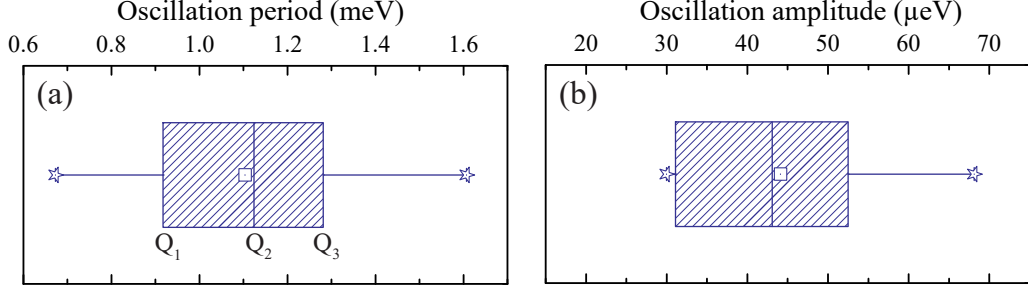 Oscillation period (meV)
0.6 0.8 1.0 1.2 1.4 1.6
(a)
Q₁ Q₂ Q₃
Oscillation amplitude (µeV)
20 30 40 50 60 70
(b)